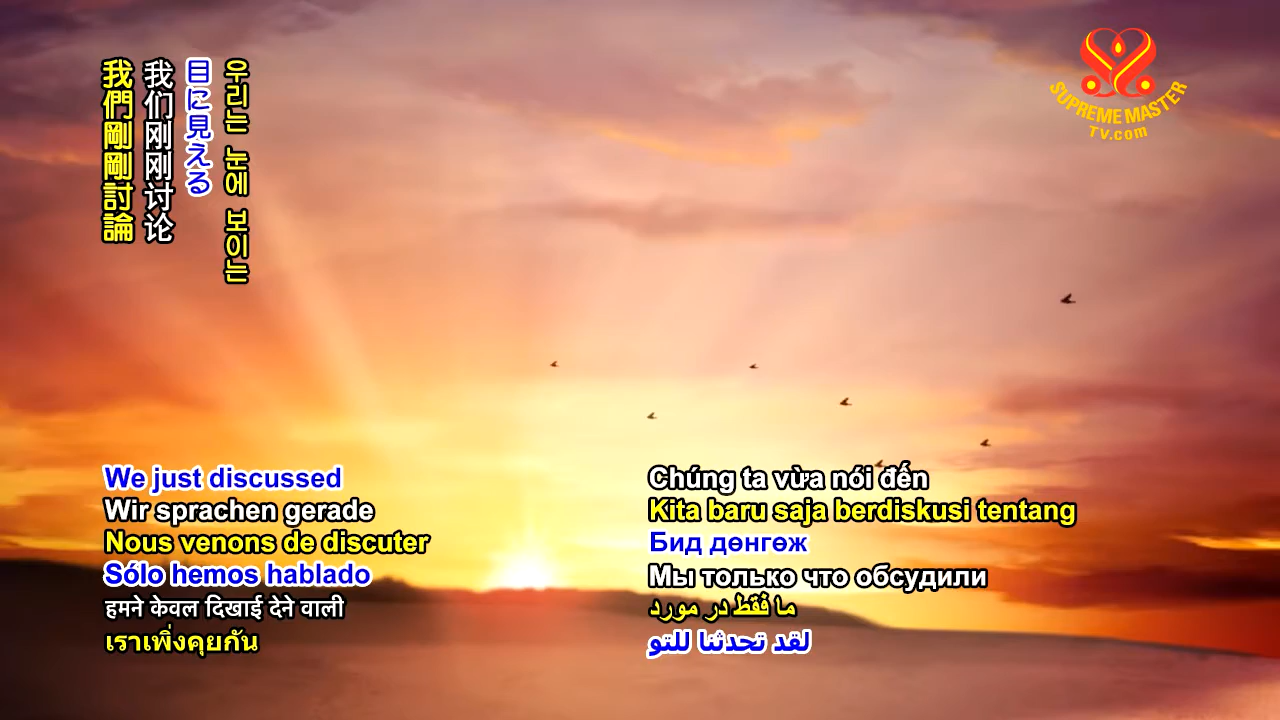 我們剛剛討論
我们刚刚讨论
目に見える
우리는 눈에 보이는
SUPREME MASTER
TV.com
We just discussed
Wir sprachen gerade
Nous venons de discuter
Sólo hemos hablado
हमने केवल दिखाई देने वाली
เราเพิ่งคุยกัน
Chúng ta vừa nói đến
Kita baru saja berdiskusi tentang
Бид дөнгөж
Мы только что обсудили
ما فقط در مورد
لقد تحدثنا للتو